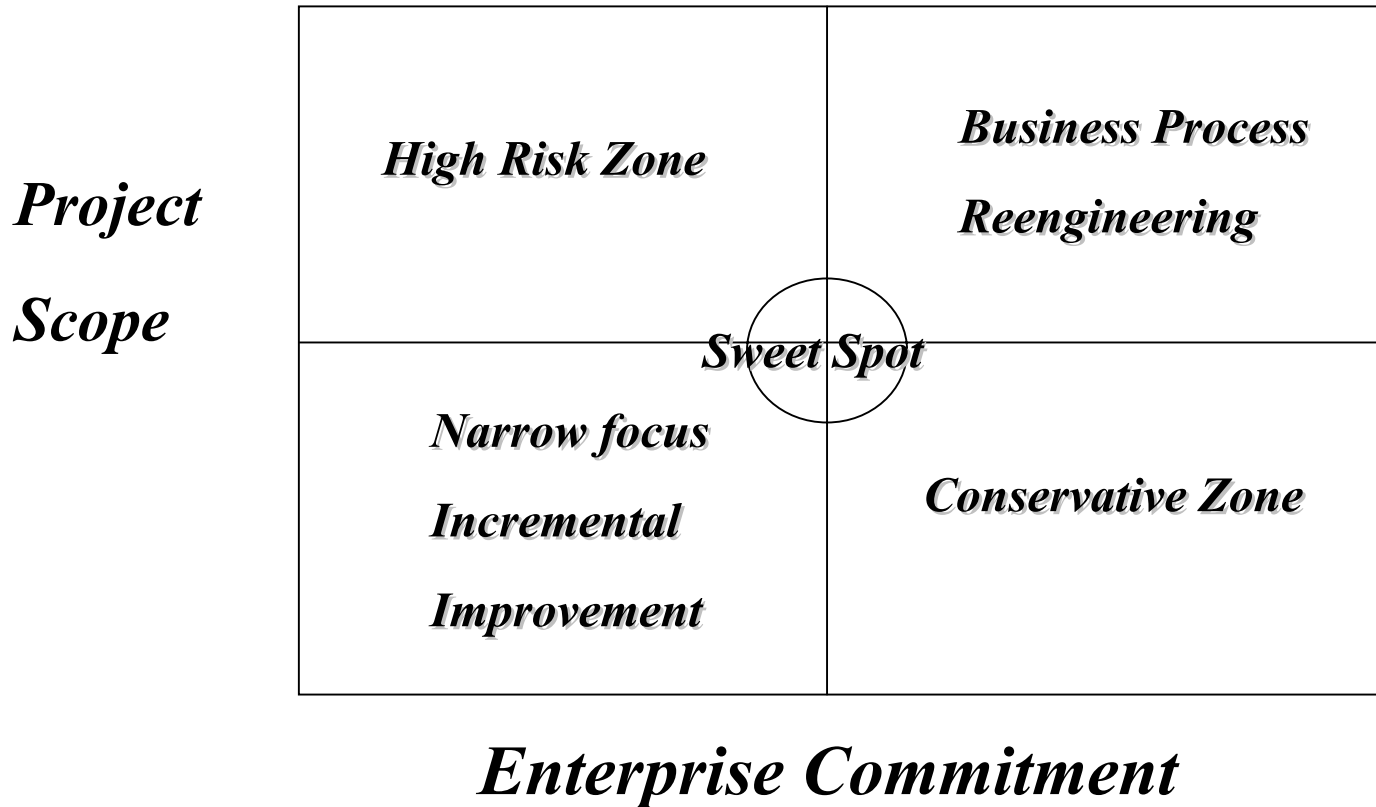 High Risk Zone
Business Process
Reengineering
Project
Scope
Sweet Spot
Narrow focus
Incremental
Improvement
Conservative Zone
Enterprise Commitment